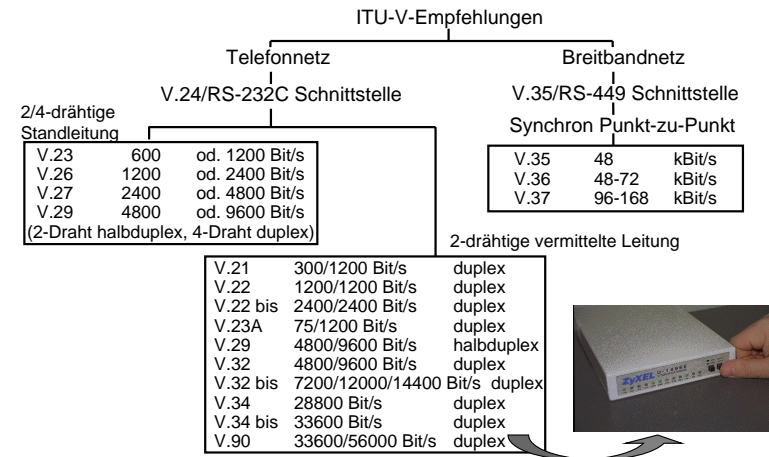 ITU-V-Empfehlungen
Telefonnetz
Breitbandnetz
V.24/RS-232C Schnittstelle
V.35/RS-449 Schnittstelle
Synchron Punkt-zu-Punkt
2/4-drähtige
Standleitung
V.23 600 od. 1200 Bit/s
V.26 1200 od. 2400 Bit/s
V.27 2400 od. 4800 Bit/s
V.29 4800 od. 9600 Bit/s
(2-Draht halbduplex, 4-Draht duplex)
V.35 48 kBit/s
V.36 48-72 kBit/s
V.37 96-168 kBit/s
2-drähtige vermittelte Leitung
V.21 300/1200 Bit/s duplex
V.22 1200/1200 Bit/s duplex
V.22 bis 2400/2400 Bit/s duplex
V.23A 75/1200 Bit/s duplex
V.29 4800/9600 Bit/s halbduplex
V.32 4800/9600 Bit/s duplex
V.32 bis 7200/12000/14400 Bit/s duplex
V.34 28800 Bit/s duplex
V.34 bis 33600 Bit/s duplex
V.90 33600/56000 Bit/s duplex
ZyXEL